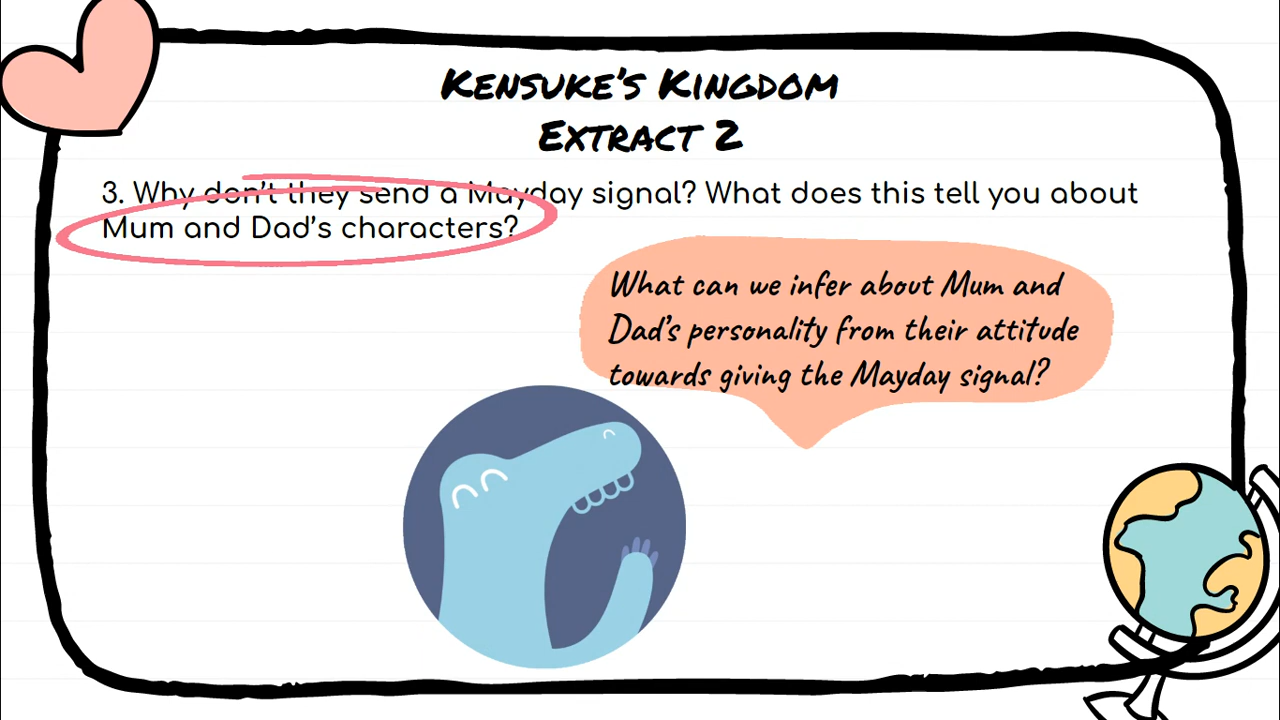 Kensuke's Kingdom
Extract 2
3. Why don't they send a Mayday signal? What does this tell you about
Mum and Dad's characters?
What can we infer about Mum and
Dad's personality from their attitude
towards giving the Mayday signal?